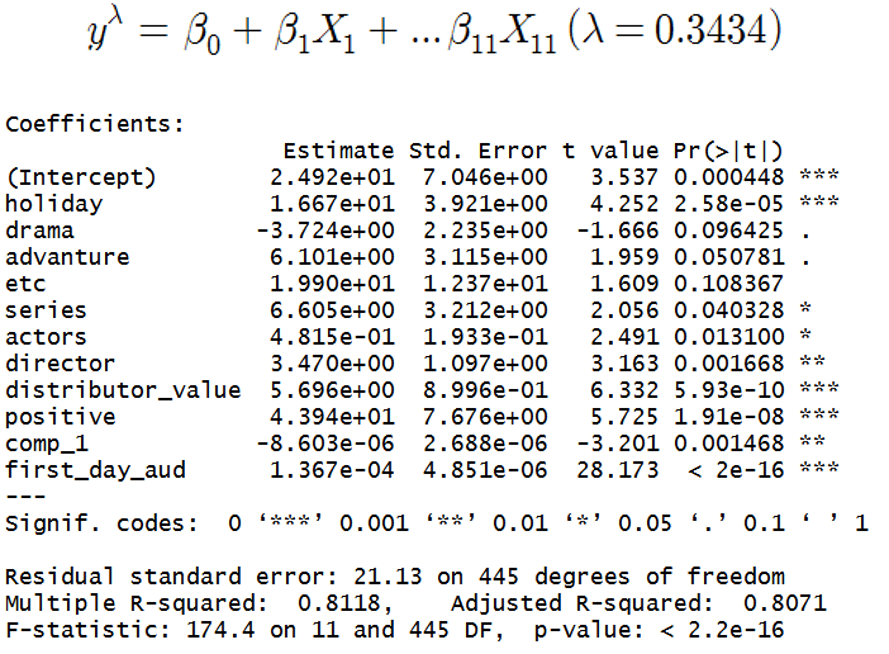 y^λ = β₀ + β₁X₁ + ... β₁₁X₁₁ (λ = 0.3434)
Coefficients:
                    Estimate Std. Error t value Pr(>|t|)
(Intercept)        2.492e+01  7.046e+00   3.537 0.000448 ***
holiday            1.667e+01  3.921e+00   4.252 2.58e-05 ***
drama             -3.724e+00  2.235e+00  -1.666 0.096425 .
advanture          6.101e+00  3.115e+00   1.959 0.050781 .
etc                1.990e+01  1.237e+01   1.609 0.108367
series             6.605e+00  3.212e+00   2.056 0.040328 *
actors             4.815e-01  1.933e-01   2.491 0.013100 *
director           3.470e+00  1.097e+00   3.163 0.001668 **
distributor_value  5.696e+00  8.996e-01   6.332 5.93e-10 ***
positive           4.394e+01  7.676e+00   5.725 1.91e-08 ***
comp_1            -8.603e-06  2.688e-06  -3.201 0.001468 **
first_day_aud      1.367e-04  4.851e-06  28.173  < 2e-16 ***
---
Signif. codes:  0 ‘***’ 0.001 ‘**’ 0.01 ‘*’ 0.05 ‘.’ 0.1 ‘ ’ 1
Residual standard error: 21.13 on 445 degrees of freedom
Multiple R-squared:  0.8118,    Adjusted R-squared:  0.8071
F-statistic: 174.4 on 11 and 445 DF,  p-value: < 2.2e-16